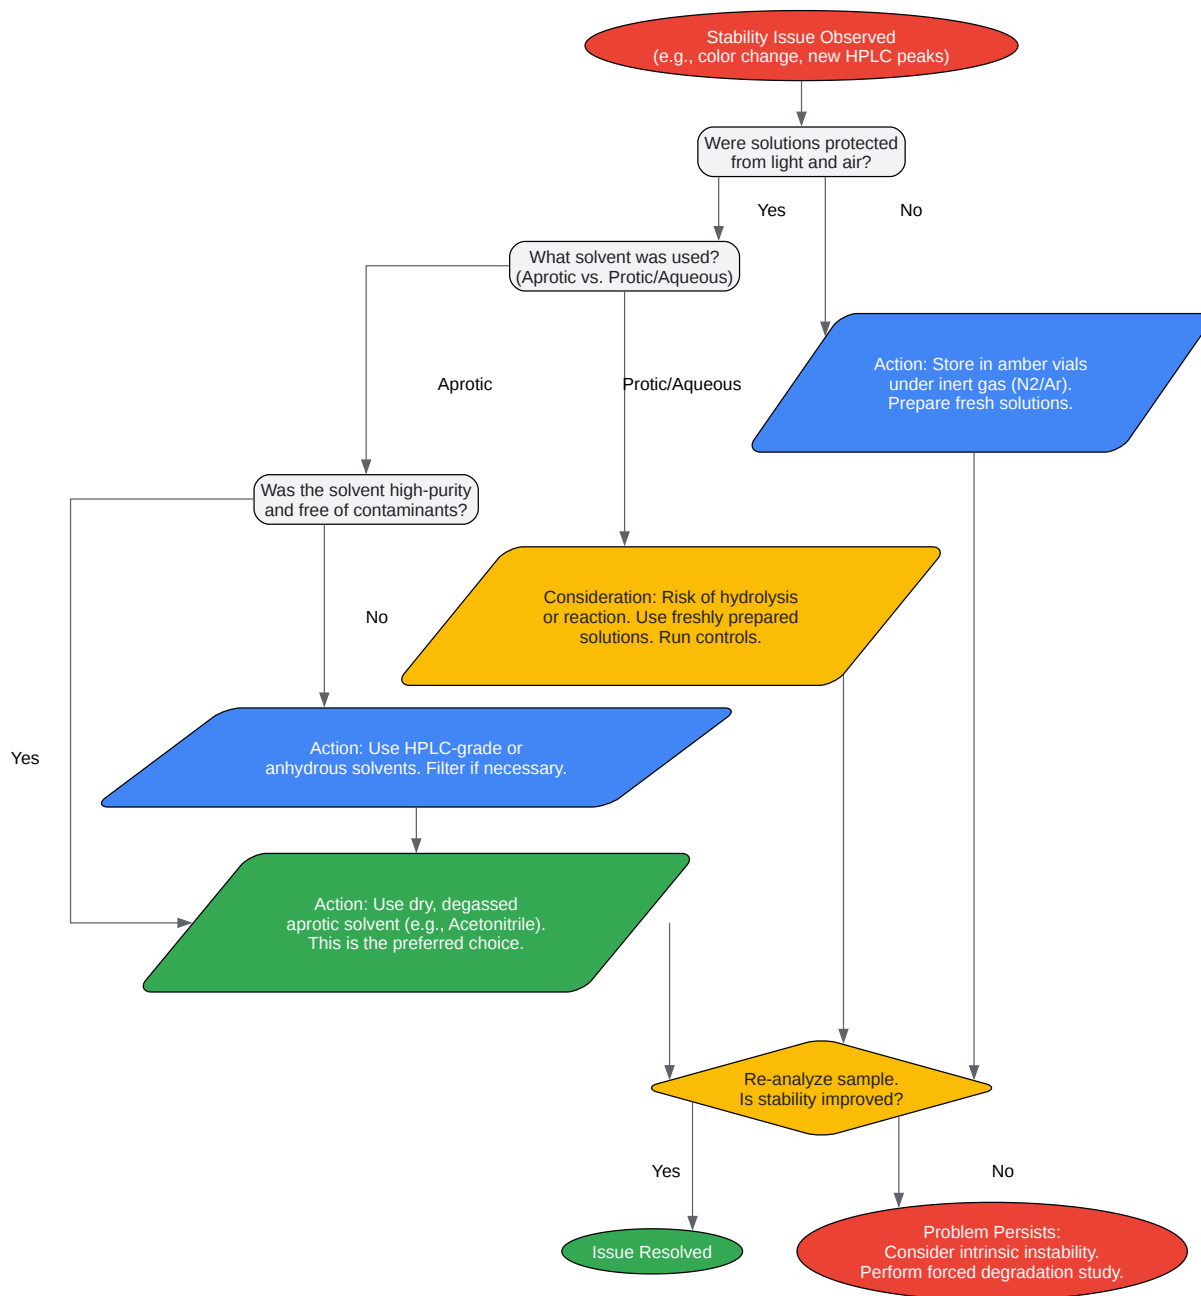 Stability Issue Observed
(e.g., color change, new HPLC peaks)
Were solutions protected
from light and air?
Yes
No
What solvent was used?
(Aprotic vs. Protic/Aqueous)
Action: Store in amber vials
under inert gas (N2/Ar).
Prepare fresh solutions.
Aprotic
Protic/Aqueous
Was the solvent high-purity
and free of contaminants?
Consideration: Risk of hydrolysis
or reaction. Use freshly prepared
solutions. Run controls.
No
Yes
Action: Use HPLC-grade or
anhydrous solvents. Filter if necessary.
Action: Use dry, degassed
aprotic solvent (e.g., Acetonitrile).
This is the preferred choice.
Re-analyze sample.
Is stability improved?
Yes
No
Issue Resolved
Problem Persists:
Consider intrinsic instability.
Perform forced degradation study.